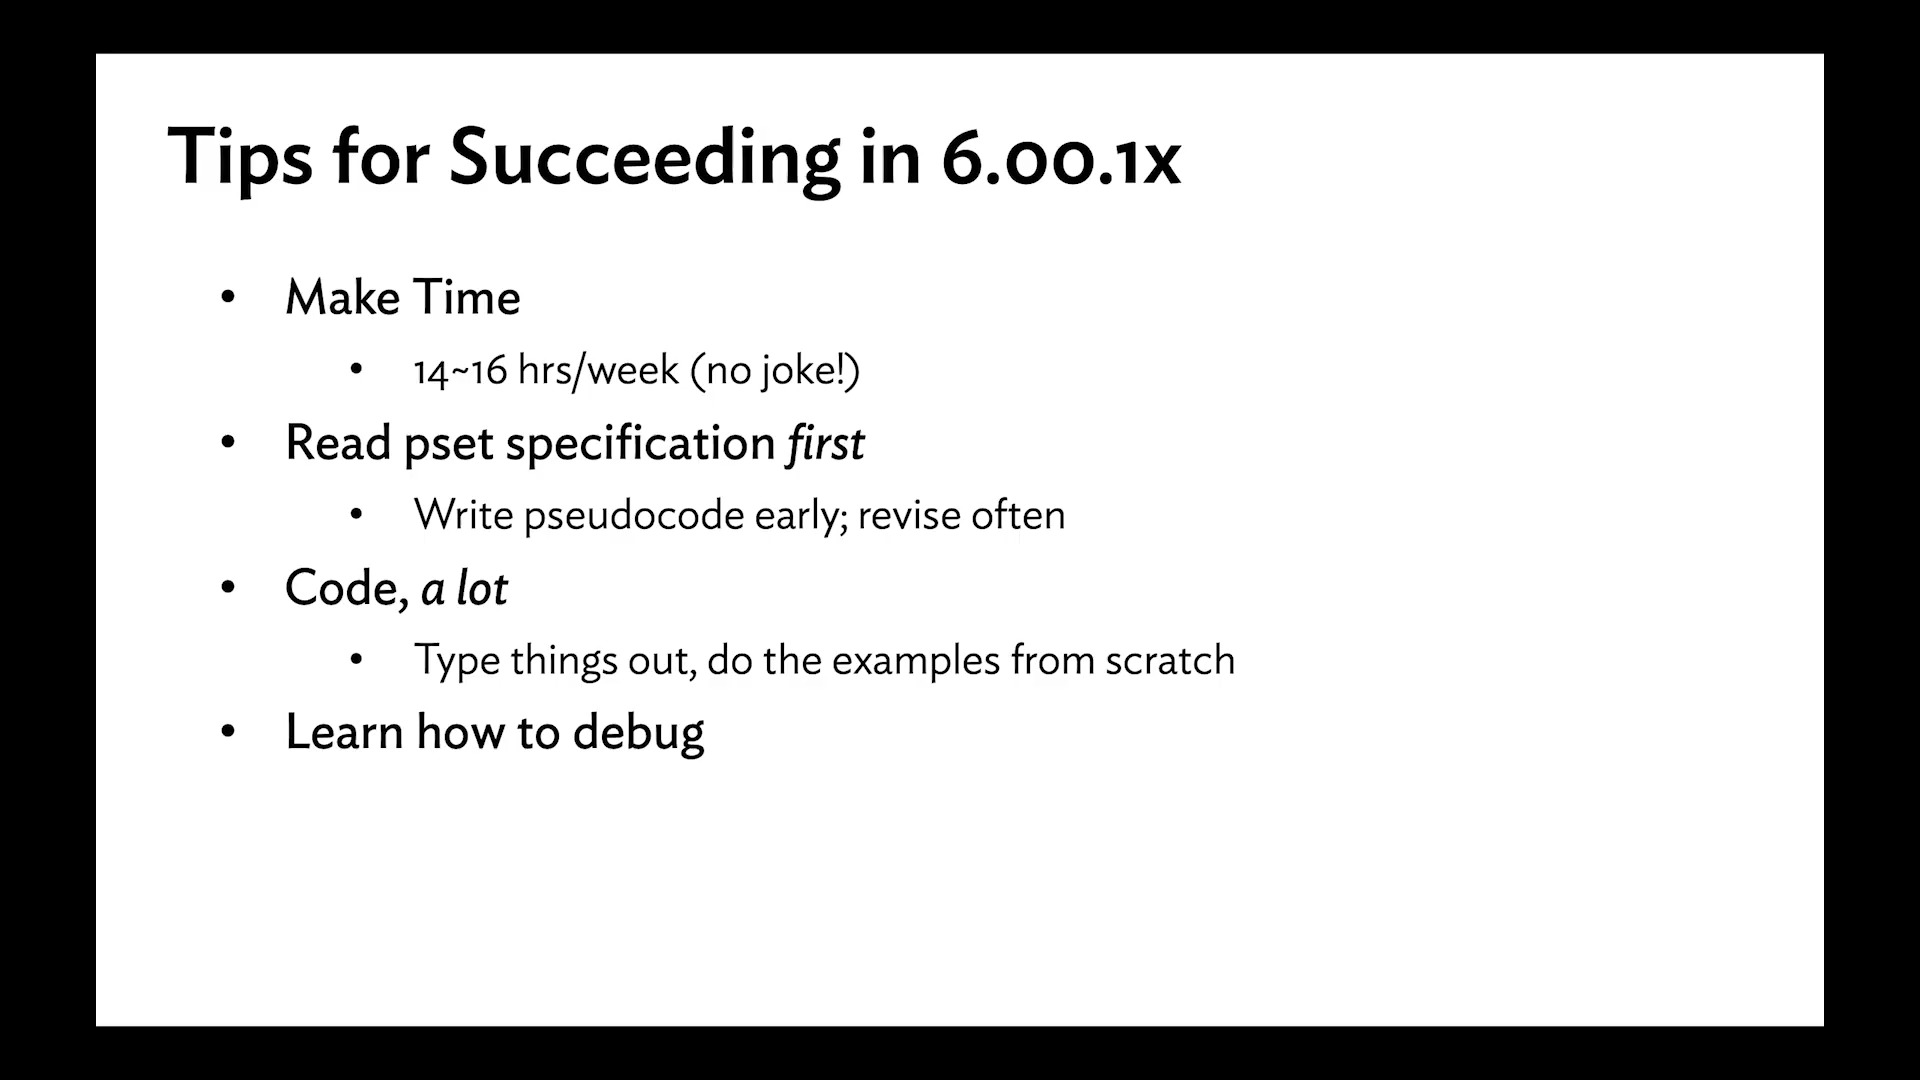 Tips for Succeeding in 6.00.1x
• Make Time
• 14~16 hrs/week (no joke!)
• Read pset specification first
• Write pseudocode early; revise often
• Code, a lot
• Type things out, do the examples from scratch
• Learn how to debug